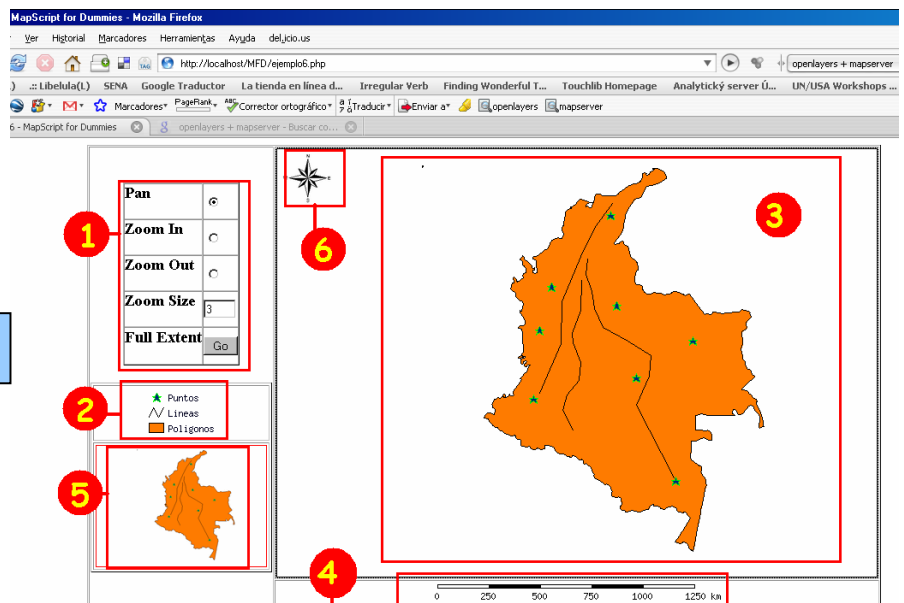 MapScript for Dummies - Mozilla Firefox
Ver Historial Marcadores Herramientas Ayuda del.icio.us
http://localhost/MFD/ejemplo6.php
openlayers + mapserver
.:: Libelula(L) SENA Google Traductor La tienda en línea d... Irregular Verb Finding Wonderful T... Touchlib Homepage Analytický server Ú... UN/USA Workshops ...
Marcadores PageRank Corrector ortográfico Traducir Enviar a openlayers mapserver
6 - MapScript for Dummies openlayers + mapserver - Buscar co...
N
Pan
Zoom In
Zoom Out
Zoom Size 3
Full Extent Go
1
6
3
2
Puntos
Lineas
Poligonos
5
4
0 250 500 750 1000 1250 km